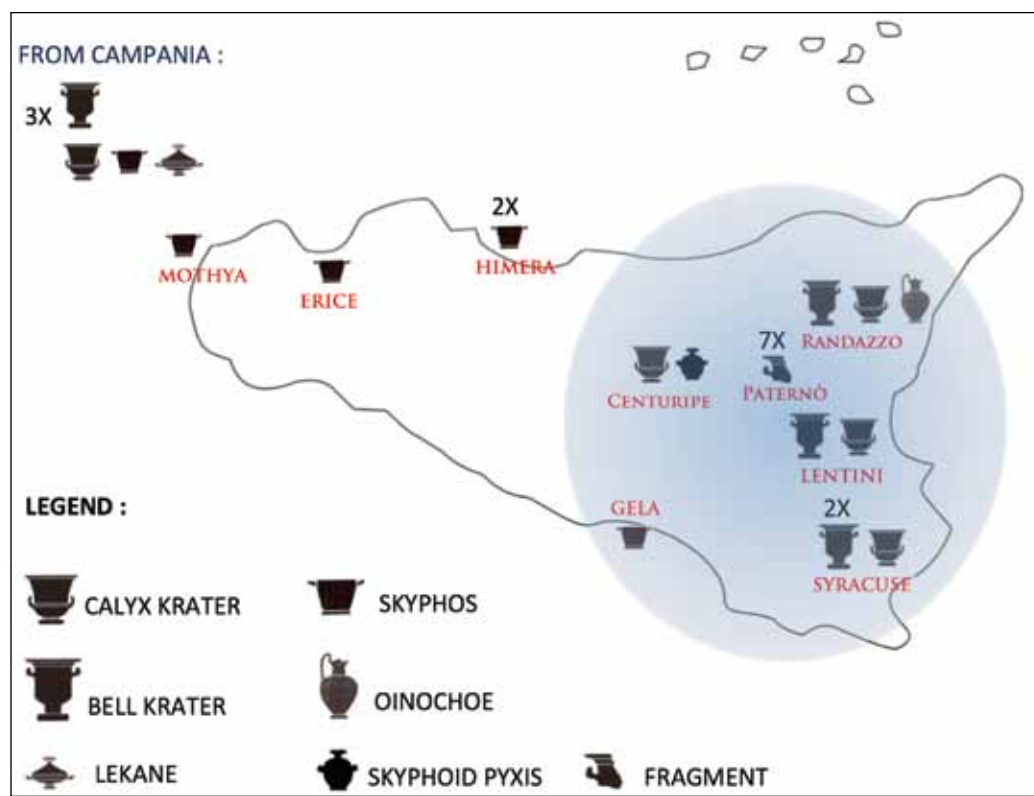 FROM CAMPANIA :
3X
2X
MOTHYA
HIMERA
ERICE
RANDAZZO
7X
CENTURIPE
PATERNÒ
LENTINI
LEGEND :
GELA
2X
SYRACUSE
CALYX KRATER
SKYPHOS
BELL KRATER
OINOCHOE
LEKANE
SKYPHOID PYXIS
FRAGMENT